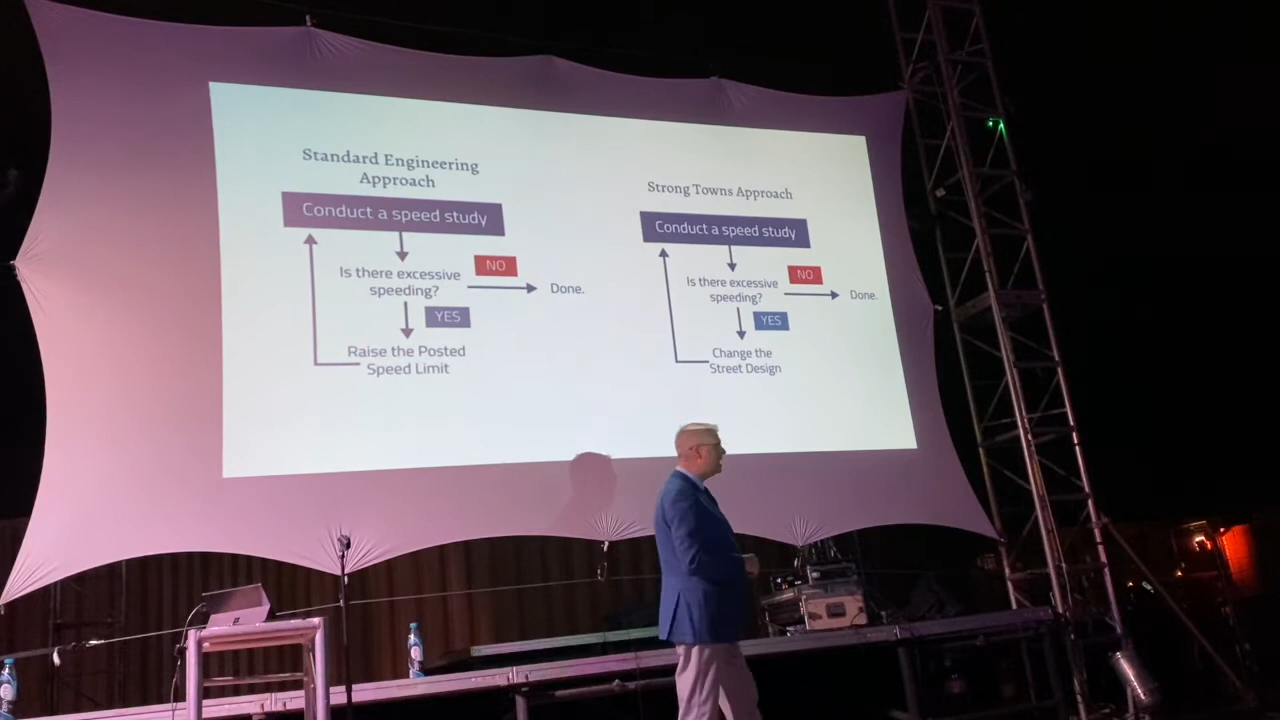 Standard Engineering
Approach
Conduct a speed study
Is there excessive
speeding?
NO
Done.
YES
Raise the Posted
Speed Limit
Strong Towns Approach
Conduct a speed study
Is there excessive
speeding?
NO
Done.
YES
Change the
Street Design